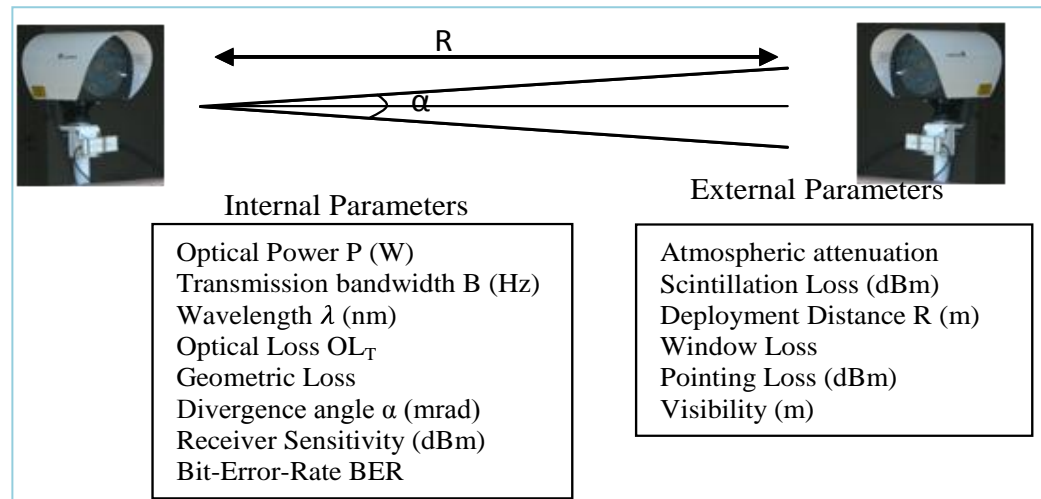 R
α
Internal Parameters
External Parameters
Optical Power P (W)
Transmission bandwidth B (Hz)
Wavelength λ (nm)
Optical Loss OL_T
Geometric Loss
Divergence angle α (mrad)
Receiver Sensitivity (dBm)
Bit-Error-Rate BER
Atmospheric attenuation
Scintillation Loss (dBm)
Deployment Distance R (m)
Window Loss
Pointing Loss (dBm)
Visibility (m)